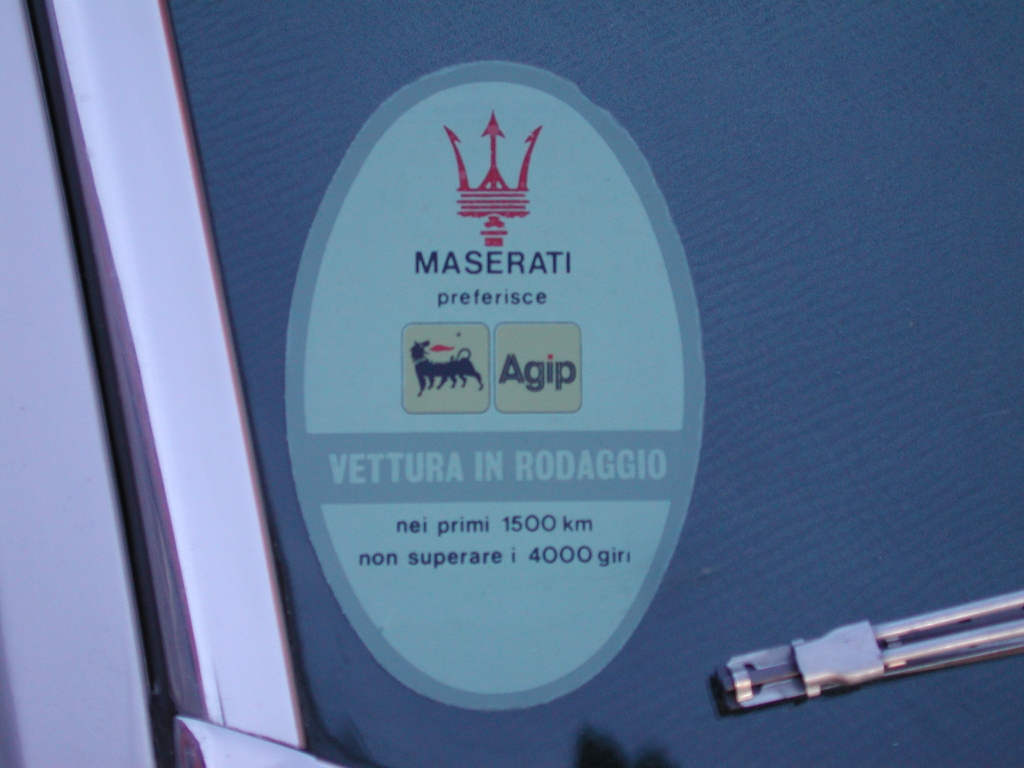 MASERATI
preferisce
Agip
VETTURA IN RODAGGIO
nei primi 1500 km
non superare i 4000 giri